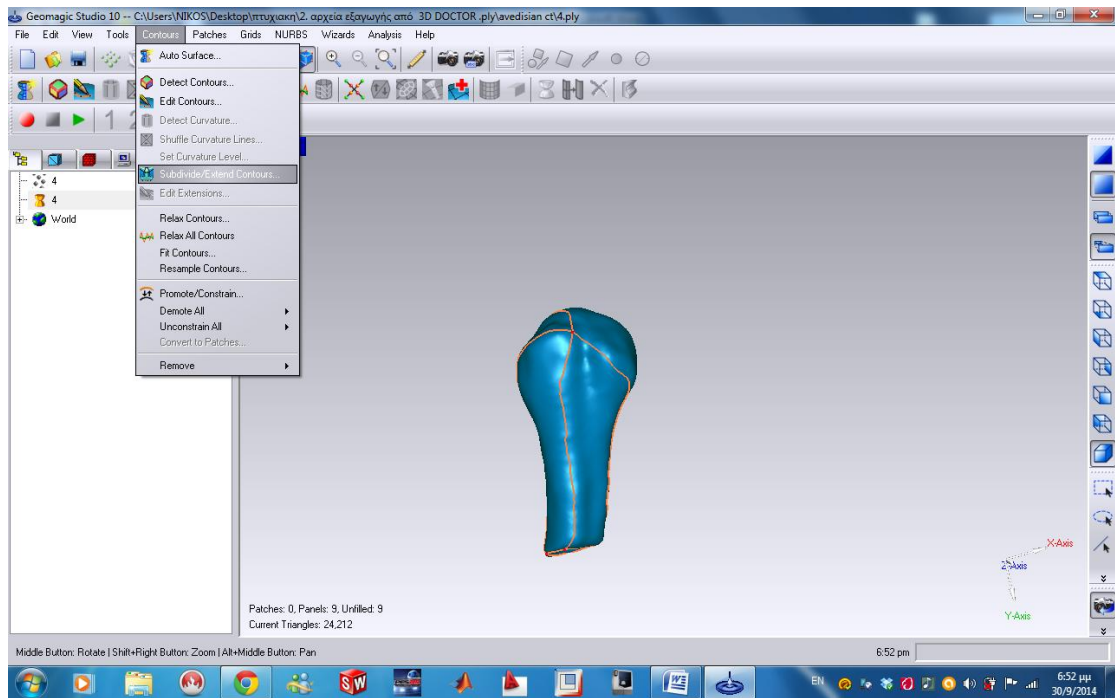 Geomagic Studio 10 -- C:\Users\NIKOS\Desktop\πτυχιακη\2. αρχεία εξαγωγής από 3D DOCTOR .ply\avedisian ct\4.ply
File Edit View Tools Contours Patches Grids NURBS Wizards Analysis Help
Auto Surface...
Detect Contours...
Edit Contours...
Detect Curvature...
Shuffle Curvature Lines...
Set Curvature Level...
Subdivide/Extend Contours...
Edit Extensions...
Relax Contours...
Relax All Contours
Fit Contours...
Resample Contours...
Promote/Constrain...
Demote All
Unconstrain All
Convert to Patches...
Remove
1 2
4
4
World
X-Axis
Z-Axis
Y-Axis
Patches: 0, Panels: 9, Unfilled: 9
Current Triangles: 24,212
Middle Button: Rotate | Shift+Right Button: Zoom | Alt+Middle Button: Pan
6:52 pm
SW
EN
6:52 μμ
30/9/2014